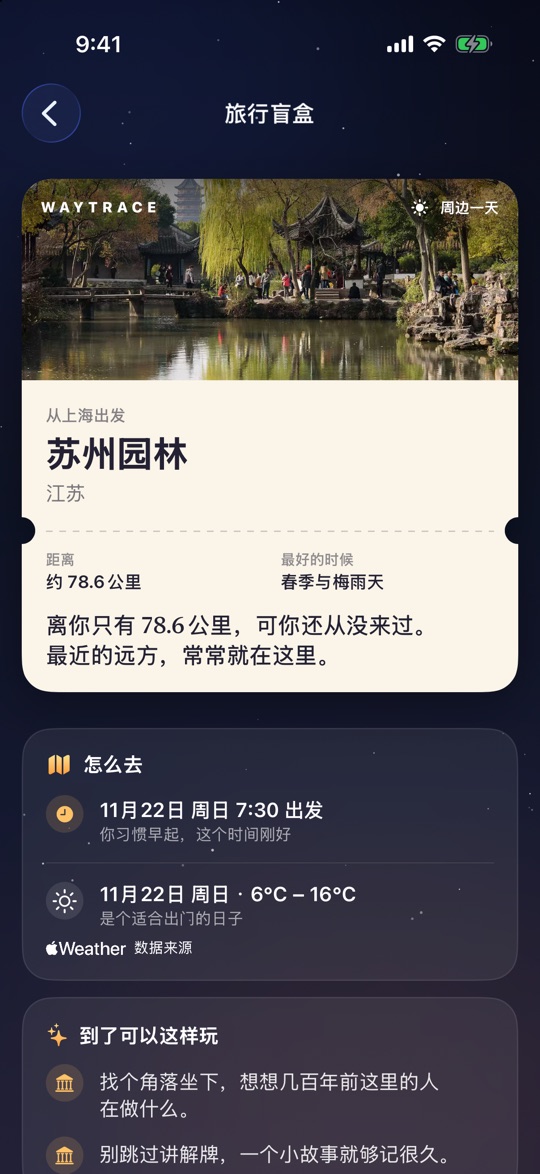 9:41
旅行盲盒
WAYTRACE
周边一天
从上海出发
苏州园林
江苏
距离
最好的时候
约 78.6 公里
春季与梅雨天
离你只有 78.6 公里，可你还从没来过。
最近的远方，常常就在这里。
怎么去
11月22日 周日 7:30 出发
你习惯早起，这个时间刚好
11月22日 周日 · 6°C – 16°C
是个适合出门的日子
Weather 数据来源
到了可以这样玩
找个角落坐下，想想几百年前这里的人
在做什么。
别跳过讲解牌，一个小故事就够记很久。